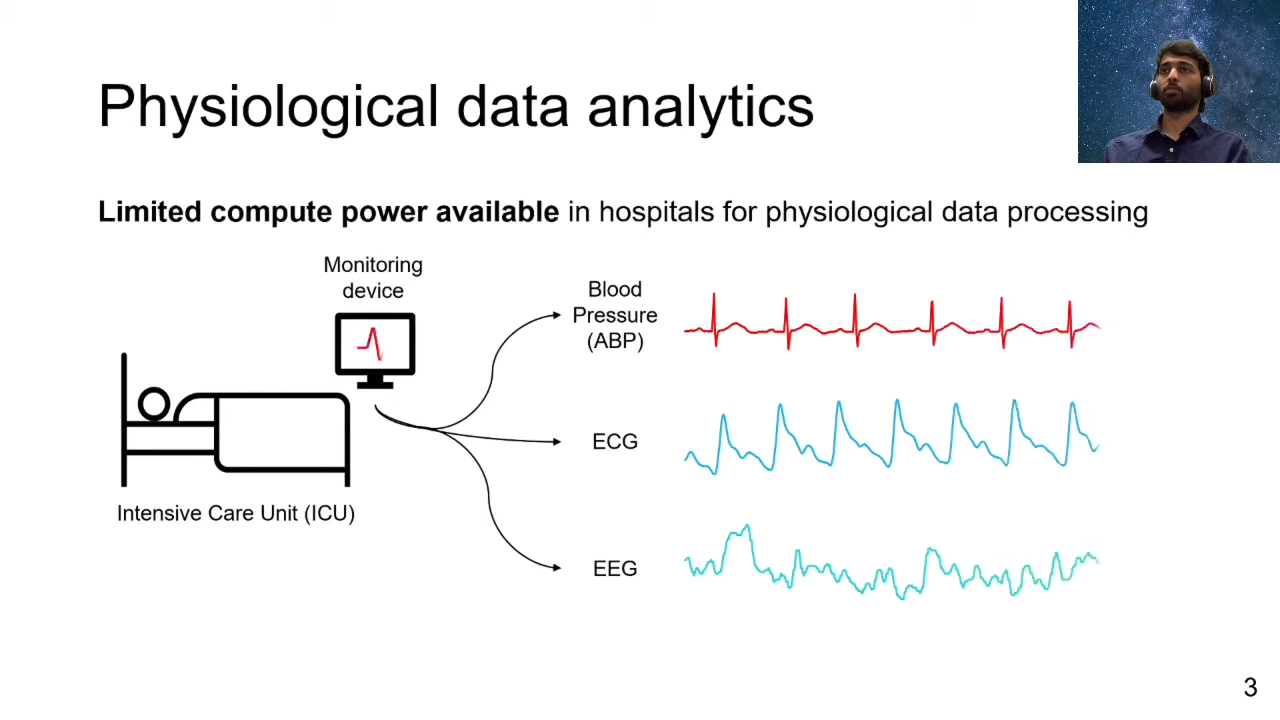 Physiological data analytics
Limited compute power available in hospitals for physiological data processing
Monitoring
device
Intensive Care Unit (ICU)
Blood
Pressure
(ABP)
ECG
EEG
3